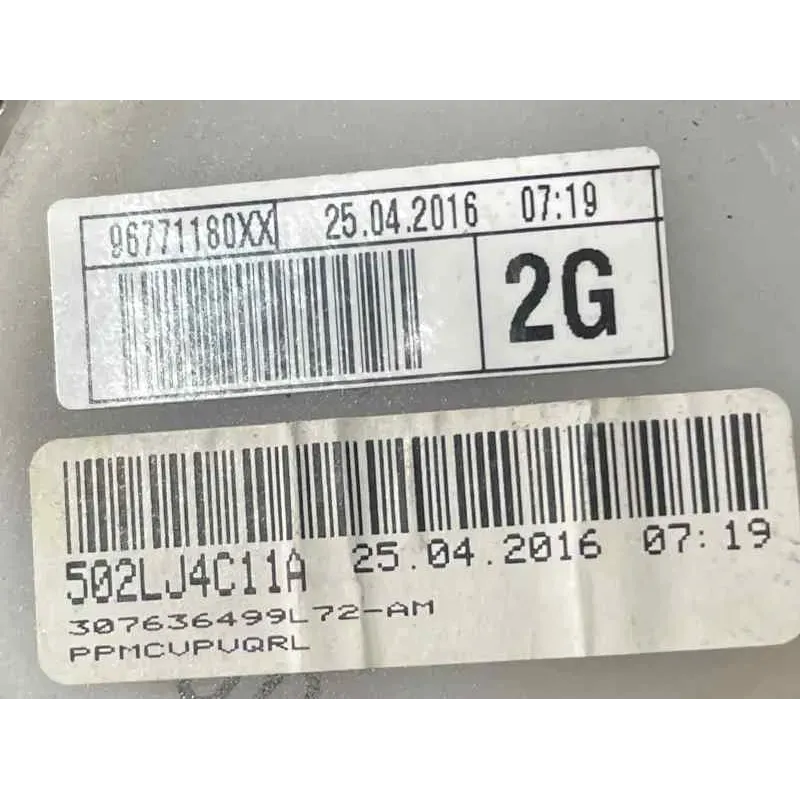 96771180XX 25.04.2016 07:19
2G
502LJ4C11A 25.04.2016 07:19
307636499L72-AM
PPMCVPVQRL